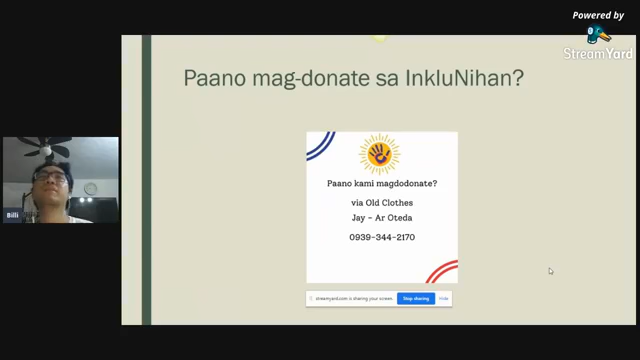 Powered by
StreamYard
Paano mag-donate sa InkluNihan?
Paano kami magdodonate?
via Old Clothes
Jay - Ar Oteda
0939-344-2170
Billi
streamyard.com is sharing your screen.
Stop sharing
Hide